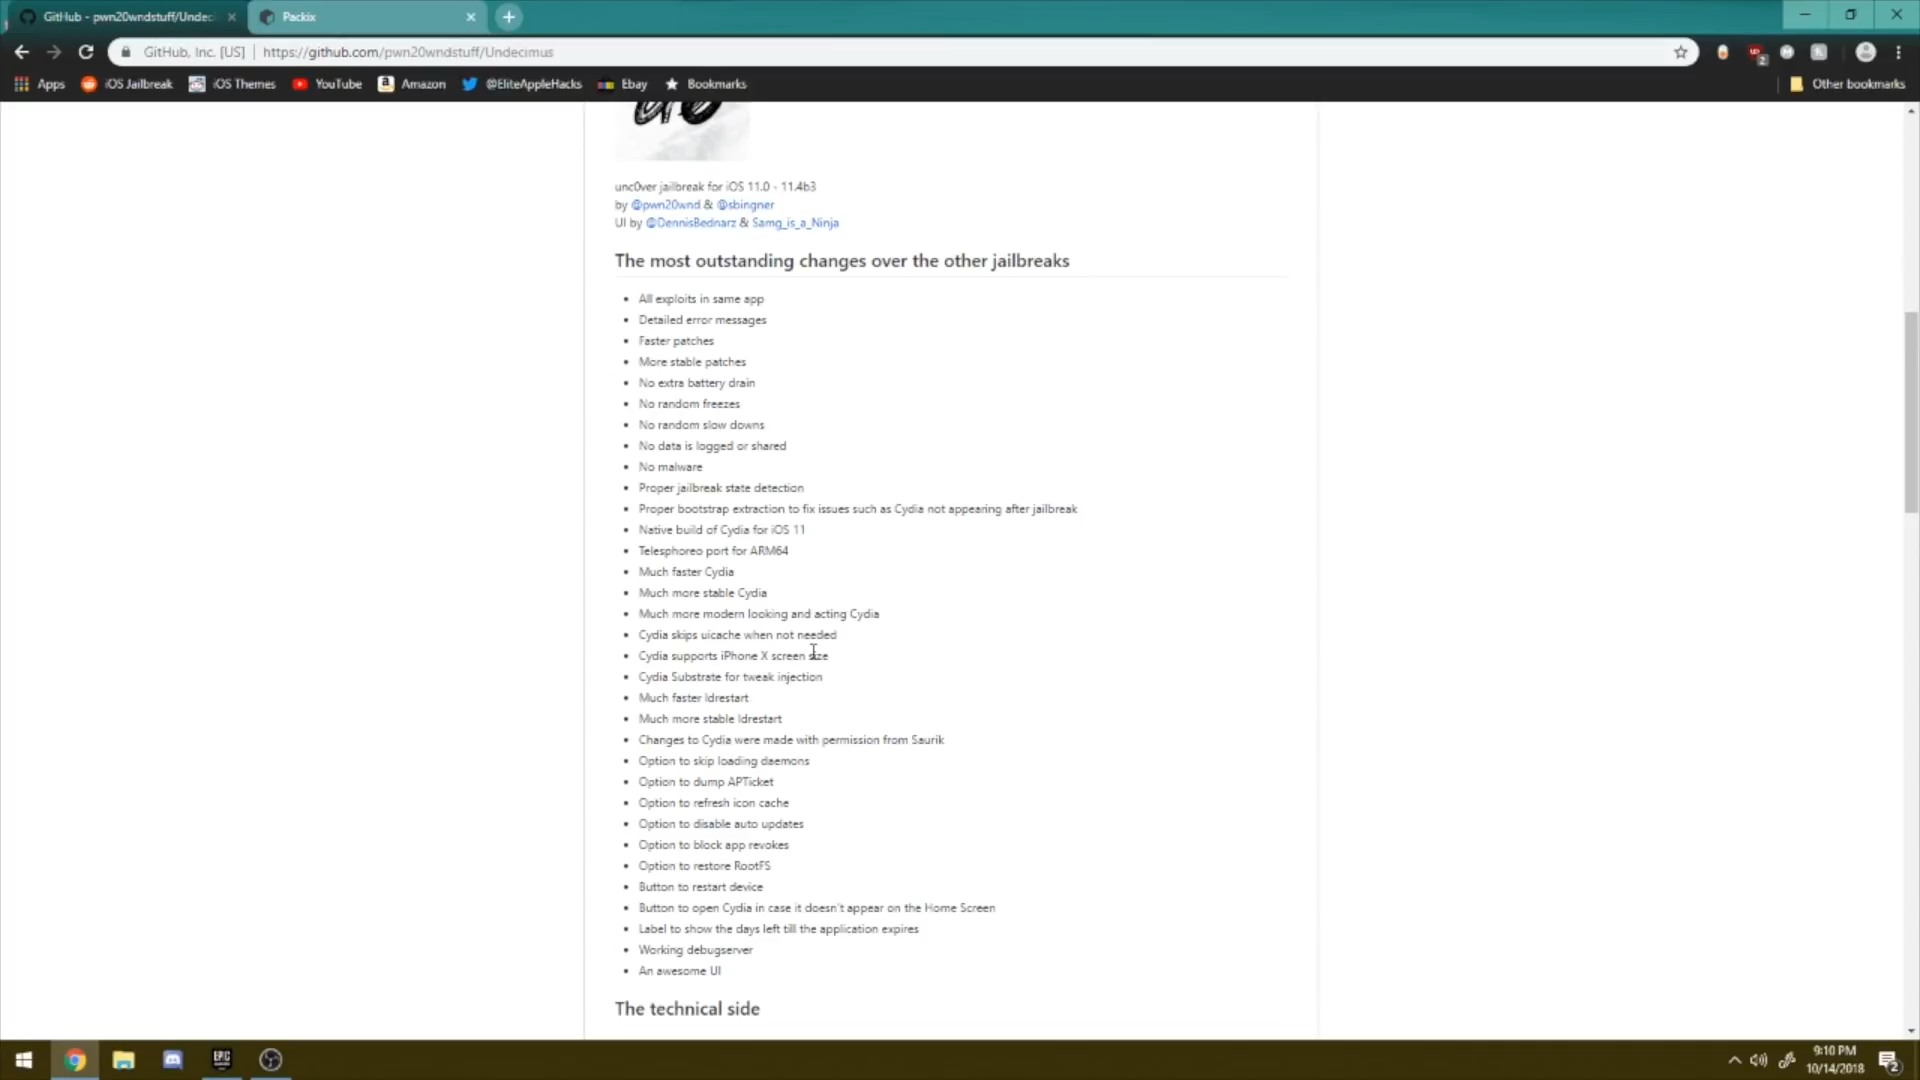 GitHub - pwn20wndstuff/Undec
Packix
GitHub, Inc. [US] | https://github.com/pwn20wndstuff/Undecimus
Apps
iOS Jailbreak
iOS Themes
YouTube
Amazon
@EliteAppleHacks
Ebay
Bookmarks
Other bookmarks
unc0ver jailbreak for iOS 11.0 - 11.4b3
by @pwn20wnd & @sbingner
UI by @DennisBednarz & Samg_is_a_Ninja
The most outstanding changes over the other jailbreaks
All exploits in same app
Detailed error messages
Faster patches
More stable patches
No extra battery drain
No random freezes
No random slow downs
No data is logged or shared
No malware
Proper jailbreak state detection
Proper bootstrap extraction to fix issues such as Cydia not appearing after jailbreak
Native build of Cydia for iOS 11
Telesphoreo port for ARM64
Much faster Cydia
Much more stable Cydia
Much more modern looking and acting Cydia
Cydia skips uicache when not needed
Cydia supports iPhone X screen size
Cydia Substrate for tweak injection
Much faster ldrestart
Much more stable ldrestart
Changes to Cydia were made with permission from Saurik
Option to skip loading daemons
Option to dump APTicket
Option to refresh icon cache
Option to disable auto updates
Option to block app revokes
Option to restore RootFS
Button to restart device
Button to open Cydia in case it doesn't appear on the Home Screen
Label to show the days left till the application expires
Working debugserver
An awesome UI
The technical side
EPIC
9:10 PM
10/14/2018
2